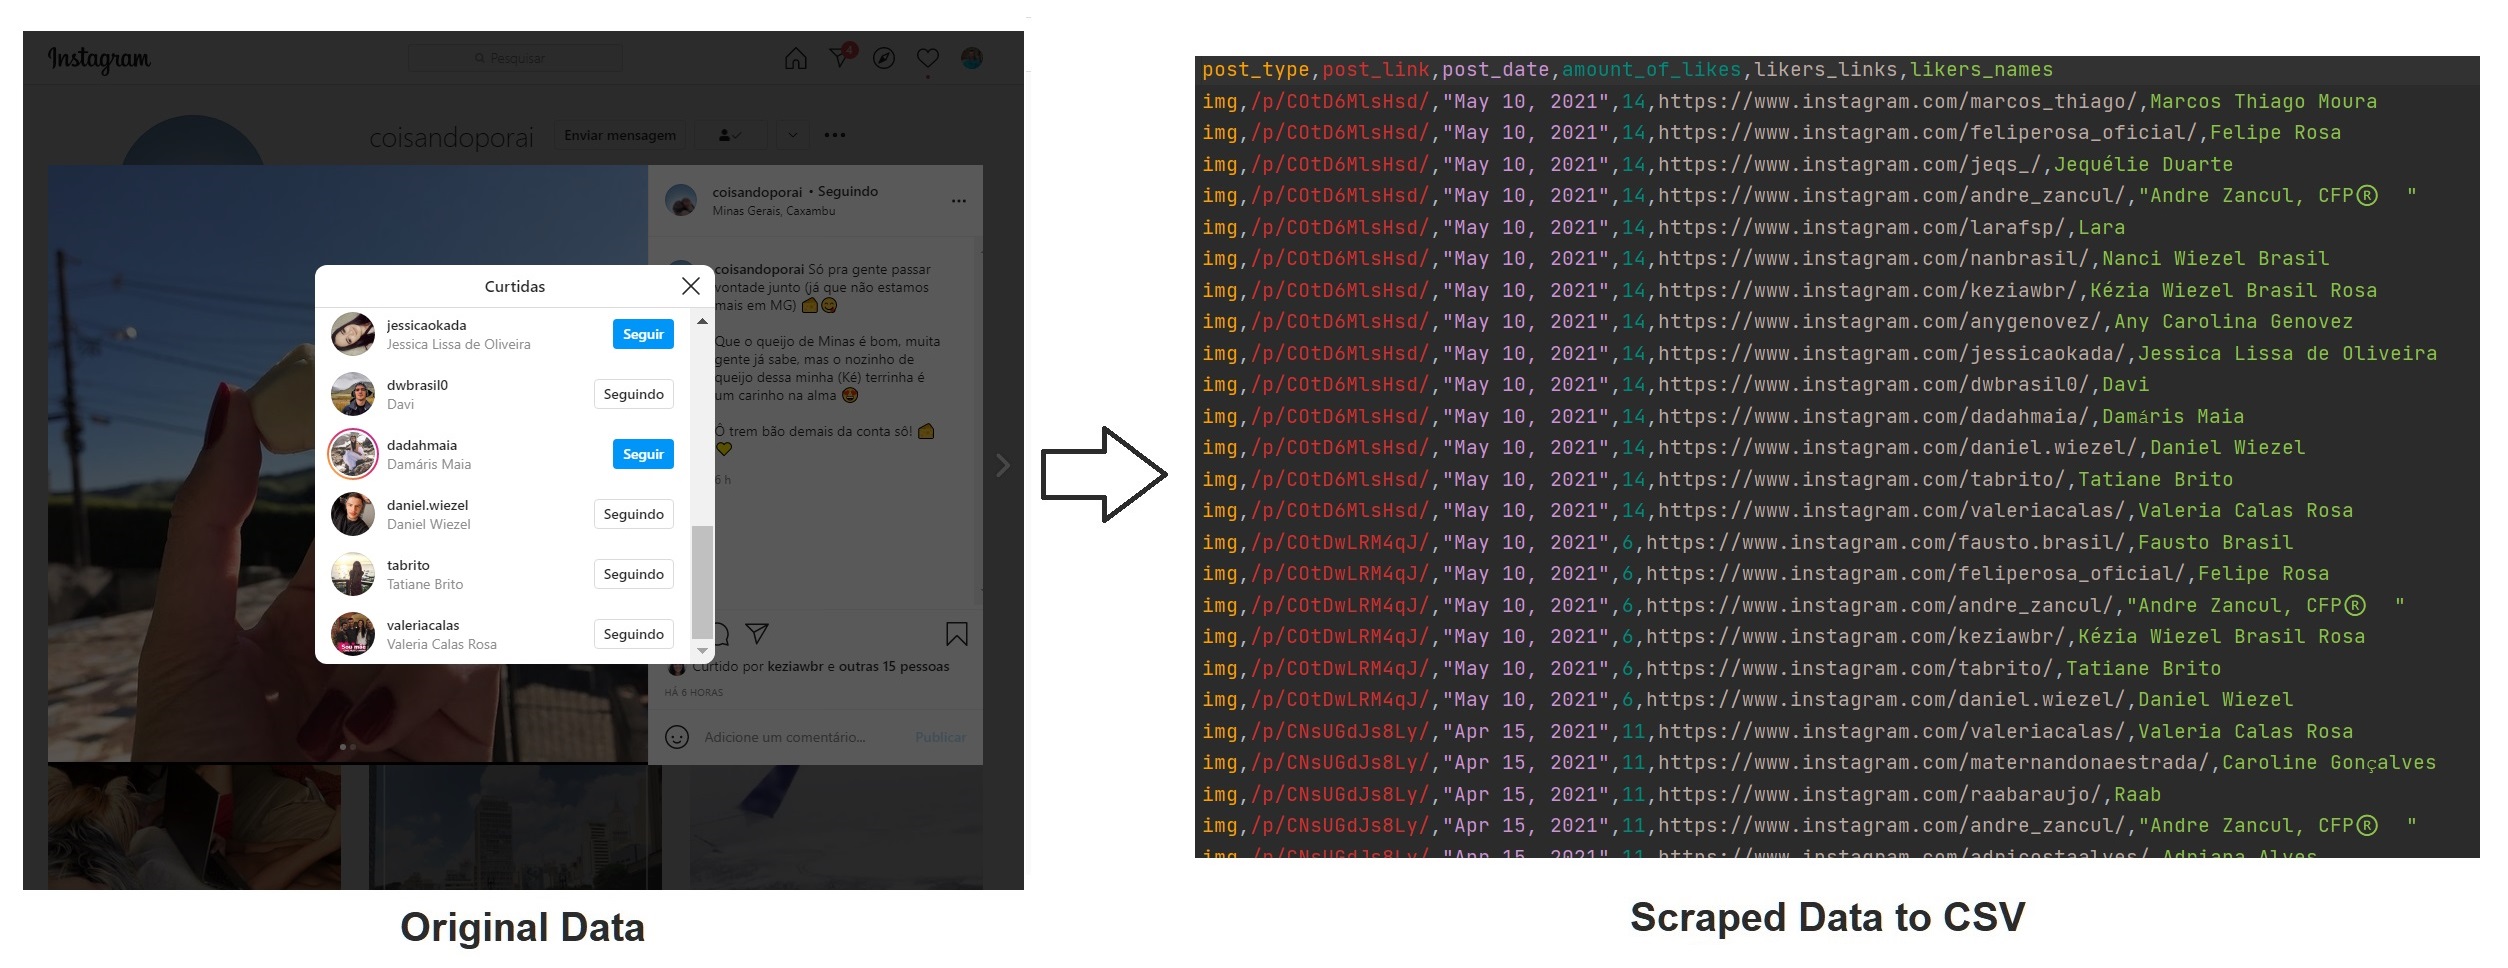 Instagram
Pesquisar
4
coisandoporai
Enviar mensagem
coisandoporai • Seguindo
Minas Gerais, Caxambu
coisandoporai Só pra gente passar
vontade junto (já que não estamos
mais em MG) 🧀😋
Que o queijo de Minas é bom, muita
gente já sabe, mas o nozinho de
queijo dessa minha (Ké) terrinha é
um carinho na alma 😍
Ô trem bão demais da conta sô! 🧀
💛
6 h
Curtidas
jessicaokada
Jessica Lissa de Oliveira
Seguir
dwbrasil0
Davi
Seguindo
dadahmaia
Damáris Maia
Seguir
daniel.wiezel
Daniel Wiezel
Seguindo
tabrito
Tatiane Brito
Seguindo
valeriacalas
Valeria Calas Rosa
Seguindo
Sou mãe
Curtido por keziawbr e outras 15 pessoas
HÁ 6 HORAS
Adicione um comentário...
Publicar
Original Data
post_type,post_link,post_date,amount_of_likes,likers_links,likers_names
img,/p/COtD6MlsHsd/,"May 10, 2021",14,https://www.instagram.com/marcos_thiago/,Marcos Thiago Moura
img,/p/COtD6MlsHsd/,"May 10, 2021",14,https://www.instagram.com/feliperosa_oficial/,Felipe Rosa
img,/p/COtD6MlsHsd/,"May 10, 2021",14,https://www.instagram.com/jeqs_/,Jequélie Duarte
img,/p/COtD6MlsHsd/,"May 10, 2021",14,https://www.instagram.com/andre_zancul/,"Andre Zancul, CFP®  "
img,/p/COtD6MlsHsd/,"May 10, 2021",14,https://www.instagram.com/larafsp/,Lara
img,/p/COtD6MlsHsd/,"May 10, 2021",14,https://www.instagram.com/nanbrasil/,Nanci Wiezel Brasil
img,/p/COtD6MlsHsd/,"May 10, 2021",14,https://www.instagram.com/keziawbr/,Kézia Wiezel Brasil Rosa
img,/p/COtD6MlsHsd/,"May 10, 2021",14,https://www.instagram.com/anygenovez/,Any Carolina Genovez
img,/p/COtD6MlsHsd/,"May 10, 2021",14,https://www.instagram.com/jessicaokada/,Jessica Lissa de Oliveira
img,/p/COtD6MlsHsd/,"May 10, 2021",14,https://www.instagram.com/dwbrasil0/,Davi
img,/p/COtD6MlsHsd/,"May 10, 2021",14,https://www.instagram.com/dadahmaia/,Damáris Maia
img,/p/COtD6MlsHsd/,"May 10, 2021",14,https://www.instagram.com/daniel.wiezel/,Daniel Wiezel
img,/p/COtD6MlsHsd/,"May 10, 2021",14,https://www.instagram.com/tabrito/,Tatiane Brito
img,/p/COtD6MlsHsd/,"May 10, 2021",14,https://www.instagram.com/valeriacalas/,Valeria Calas Rosa
img,/p/COtDwLRM4qJ/,"May 10, 2021",6,https://www.instagram.com/fausto.brasil/,Fausto Brasil
img,/p/COtDwLRM4qJ/,"May 10, 2021",6,https://www.instagram.com/feliperosa_oficial/,Felipe Rosa
img,/p/COtDwLRM4qJ/,"May 10, 2021",6,https://www.instagram.com/andre_zancul/,"Andre Zancul, CFP®  "
img,/p/COtDwLRM4qJ/,"May 10, 2021",6,https://www.instagram.com/keziawbr/,Kézia Wiezel Brasil Rosa
img,/p/COtDwLRM4qJ/,"May 10, 2021",6,https://www.instagram.com/tabrito/,Tatiane Brito
img,/p/COtDwLRM4qJ/,"May 10, 2021",6,https://www.instagram.com/daniel.wiezel/,Daniel Wiezel
img,/p/CNsUGdJs8Ly/,"Apr 15, 2021",11,https://www.instagram.com/valeriacalas/,Valeria Calas Rosa
img,/p/CNsUGdJs8Ly/,"Apr 15, 2021",11,https://www.instagram.com/maternandonaestrada/,Caroline Gonçalves
img,/p/CNsUGdJs8Ly/,"Apr 15, 2021",11,https://www.instagram.com/raabaraujo/,Raab
img,/p/CNsUGdJs8Ly/,"Apr 15, 2021",11,https://www.instagram.com/andre_zancul/,"Andre Zancul, CFP®  "
img,/p/CNsUGdJs8Ly/,"Apr 15, 2021",11,https://www.instagram.com/adricostaalves/,Adriana Alves
Scraped Data to CSV